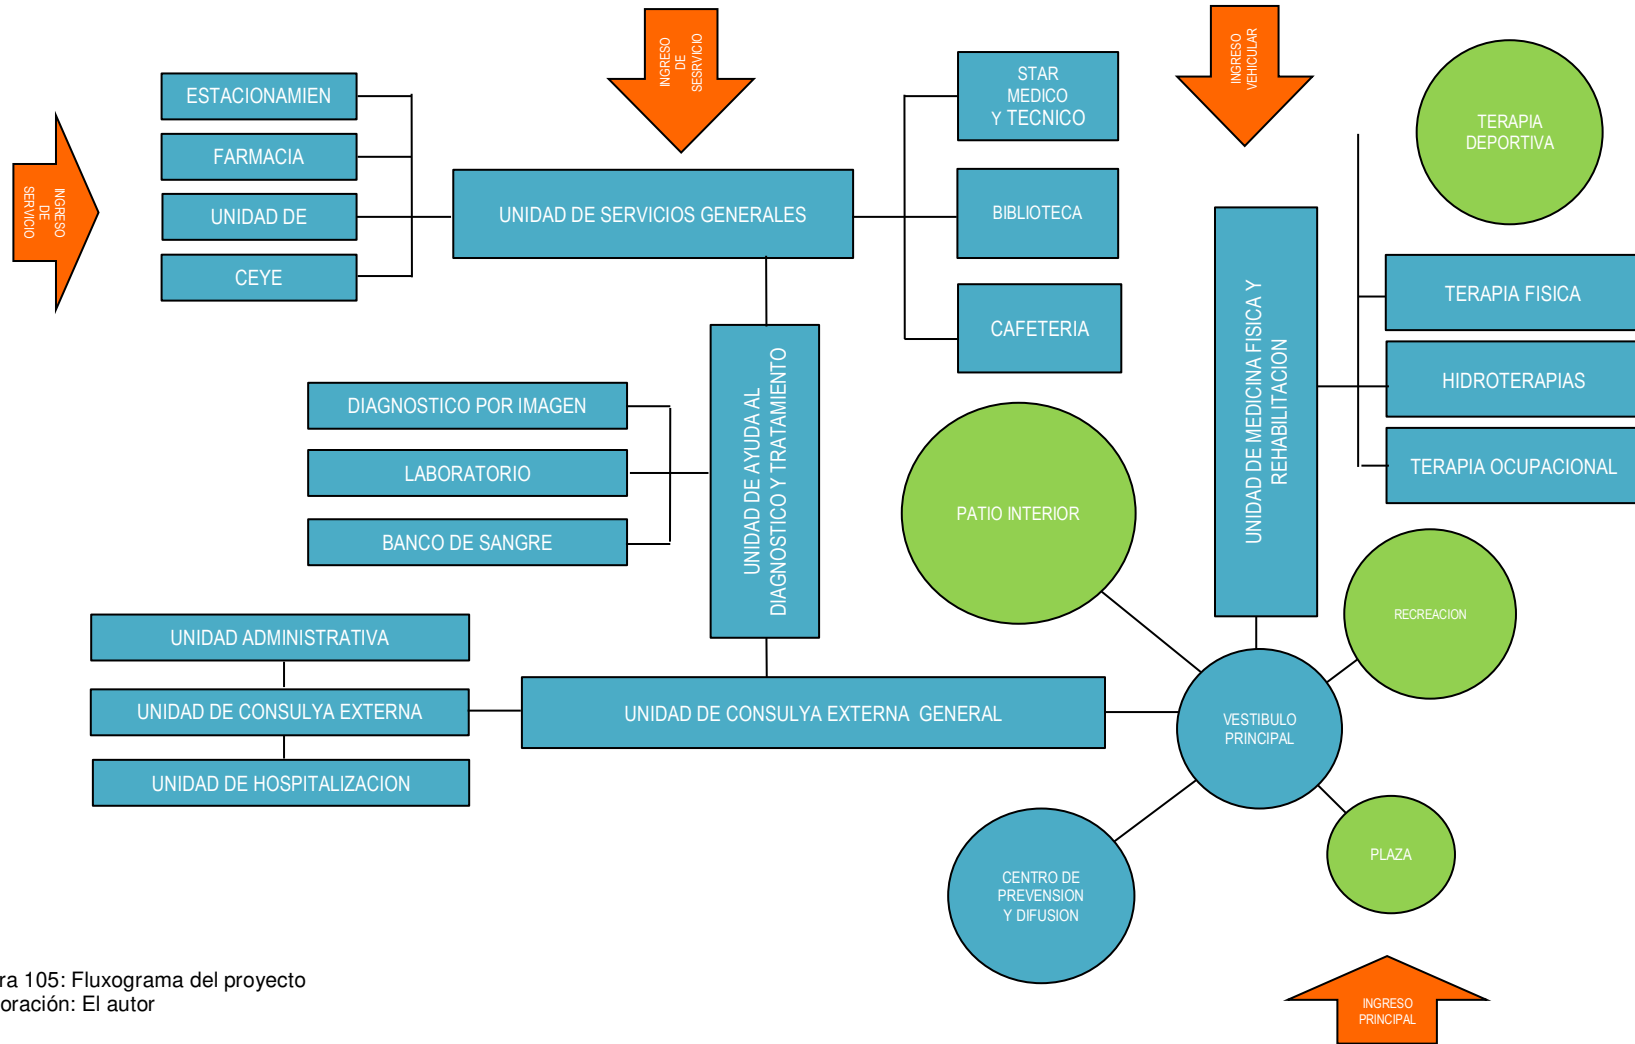 INGRESO
DE
SESRVICIO
INGRESO
VEHICULAR
INGRESO
DE
SERVICIO
ESTACIONAMIEN
FARMACIA
UNIDAD DE
CEYE
UNIDAD DE SERVICIOS GENERALES
STAR
MEDICO
Y TECNICO
BIBLIOTECA
CAFETERIA
TERAPIA
DEPORTIVA
UNIDAD DE MEDICINA FISICA Y
REHABILITACION
TERAPIA FISICA
HIDROTERAPIAS
TERAPIA OCUPACIONAL
DIAGNOSTICO POR IMAGEN
LABORATORIO
BANCO DE SANGRE
UNIDAD DE AYUDA AL
DIAGNOSTICO Y TRATAMIENTO
PATIO INTERIOR
RECREACION
UNIDAD ADMINISTRATIVA
UNIDAD DE CONSULYA EXTERNA
UNIDAD DE HOSPITALIZACION
UNIDAD DE CONSULYA EXTERNA  GENERAL
VESTIBULO
PRINCIPAL
PLAZA
CENTRO DE
PREVENSION
Y DIFUSION
INGRESO
PRINCIPAL
ra 105: Fluxograma del proyecto
oración: El autor